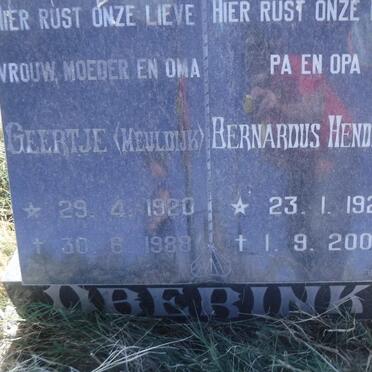 HIER RUST ONZE LIEVE
VROUW, MOEDER EN OMA
GEERTJE (MEULDIJK)
★ 29. 4. 1920
† 30. 6 1988
HIER RUST ONZE
PA EN OPA
BERNARDUS HEND
★ 23. 1. 192
† 1. 9. 200
OBERINK